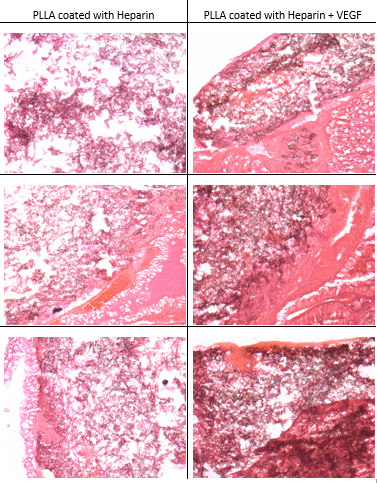 PLLA coated with Heparin
PLLA coated with Heparin + VEGF